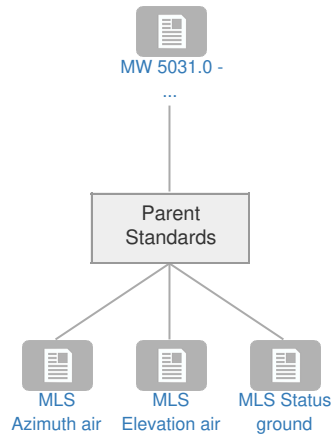 MW 5031.0 -
...
Parent
Standards
MLS
Azimuth air
MLS
Elevation air
MLS Status
ground